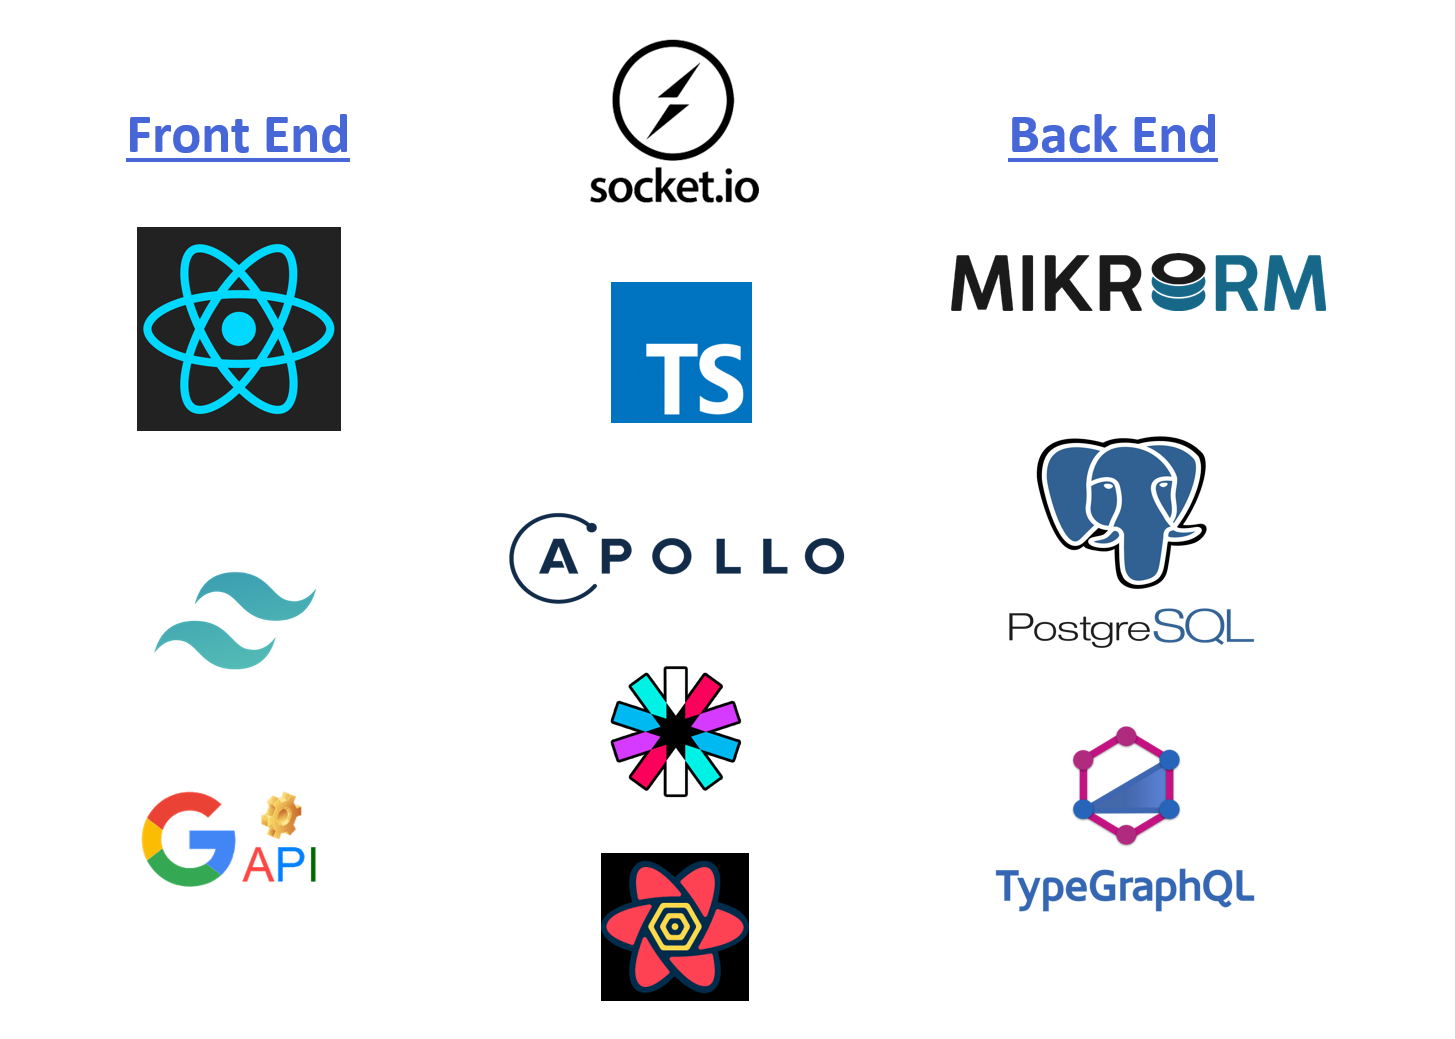 Front End
socket.io
Back End
MIKRORM
TS
APOLLO
PostgreSQL
G API
TypeGraphQL